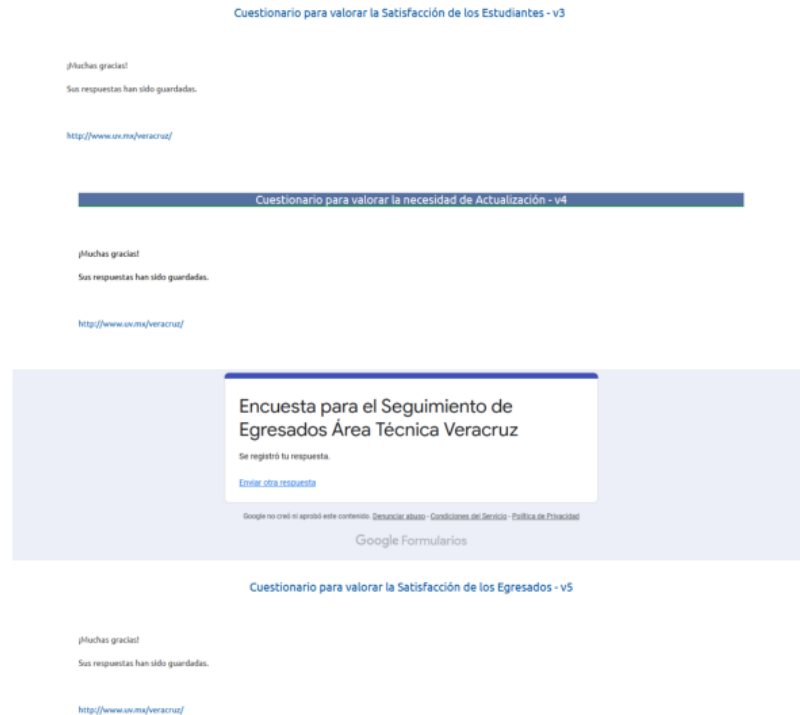 Cuestionario para valorar la Satisfacción de los Estudiantes - v3
¡Muchas gracias!
Sus respuestas han sido guardadas.
http://www.uv.mx/veracruz/
Cuestionario para valorar la necesidad de Actualización - v4
¡Muchas gracias!
Sus respuestas han sido guardadas.
http://www.uv.mx/veracruz/
Encuesta para el Seguimiento de
Egresados Área Técnica Veracruz
Se registró tu respuesta.
Enviar otra respuesta
Google no creó ni aprobó este contenido. Denunciar abuso - Condiciones del Servicio - Política de Privacidad
Google Formularios
Cuestionario para valorar la Satisfacción de los Egresados - v5
¡Muchas gracias!
Sus respuestas han sido guardadas.
http://www.uv.mx/veracruz/